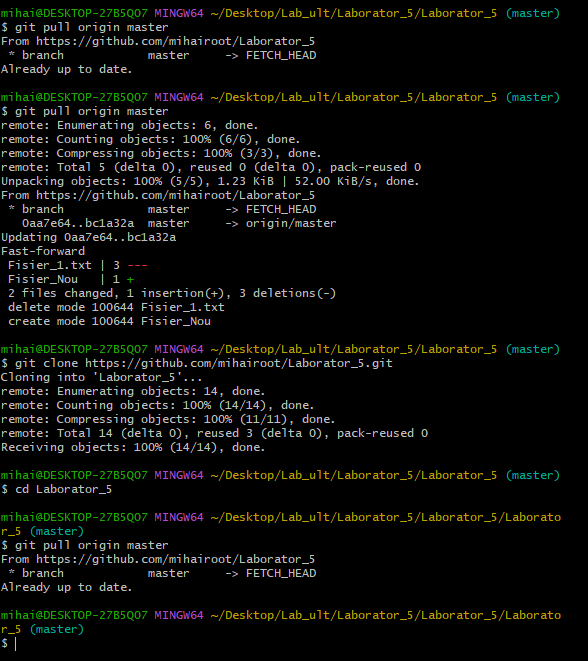 mihai@DESKTOP-27B5QO7 MINGW64 ~/Desktop/Lab_ult/Laborator_5/Laborator_5 (master)
$ git pull origin master
From https://github.com/mihairoot/Laborator_5
 * branch            master     -> FETCH_HEAD
Already up to date.

mihai@DESKTOP-27B5QO7 MINGW64 ~/Desktop/Lab_ult/Laborator_5/Laborator_5 (master)
$ git pull origin master
remote: Enumerating objects: 6, done.
remote: Counting objects: 100% (6/6), done.
remote: Compressing objects: 100% (3/3), done.
remote: Total 5 (delta 0), reused 0 (delta 0), pack-reused 0
Unpacking objects: 100% (5/5), 1.23 KiB | 52.00 KiB/s, done.
From https://github.com/mihairoot/Laborator_5
 * branch            master     -> FETCH_HEAD
   0aa7e64..bc1a32a  master     -> origin/master
Updating 0aa7e64..bc1a32a
Fast-forward
 Fisier_1.txt | 3 ---
 Fisier_Nou   | 1 +
 2 files changed, 1 insertion(+), 3 deletions(-)
 delete mode 100644 Fisier_1.txt
 create mode 100644 Fisier_Nou

mihai@DESKTOP-27B5QO7 MINGW64 ~/Desktop/Lab_ult/Laborator_5/Laborator_5 (master)
$ git clone https://github.com/mihairoot/Laborator_5.git
Cloning into 'Laborator_5'...
remote: Enumerating objects: 14, done.
remote: Counting objects: 100% (14/14), done.
remote: Compressing objects: 100% (11/11), done.
remote: Total 14 (delta 0), reused 3 (delta 0), pack-reused 0
Receiving objects: 100% (14/14), done.

mihai@DESKTOP-27B5QO7 MINGW64 ~/Desktop/Lab_ult/Laborator_5/Laborator_5 (master)
$ cd Laborator_5

mihai@DESKTOP-27B5QO7 MINGW64 ~/Desktop/Lab_ult/Laborator_5/Laborator_5/Laborato
r_5 (master)
$ git pull origin master
From https://github.com/mihairoot/Laborator_5
 * branch            master     -> FETCH_HEAD
Already up to date.

mihai@DESKTOP-27B5QO7 MINGW64 ~/Desktop/Lab_ult/Laborator_5/Laborator_5/Laborato
r_5 (master)
$